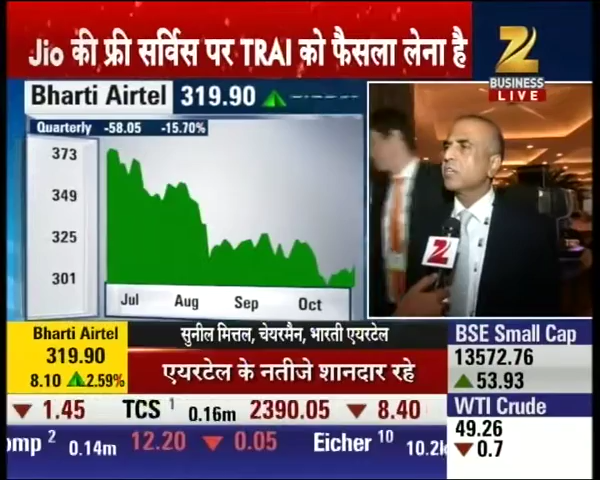 Jio की फ्री सर्विस पर TRAI को फैसला लेना है
Z
BUSINESS
LIVE
Bharti Airtel 319.90
Quarterly -58.05 -15.70%
373
349
325
301
Jul Aug Sep Oct
Z
Bharti Airtel
319.90
8.10 2.59%
सुनील मित्तल, चेयरमैन, भारती एयरटेल
एयरटेल के नतीजे शानदार रहे
BSE Small Cap
13572.76
53.93
WTI Crude
49.26
0.7
1.45 TCS 1 0.16m 2390.05 8.40
omp 2 0.14m 12.20 0.05 Eicher 10 10.2k